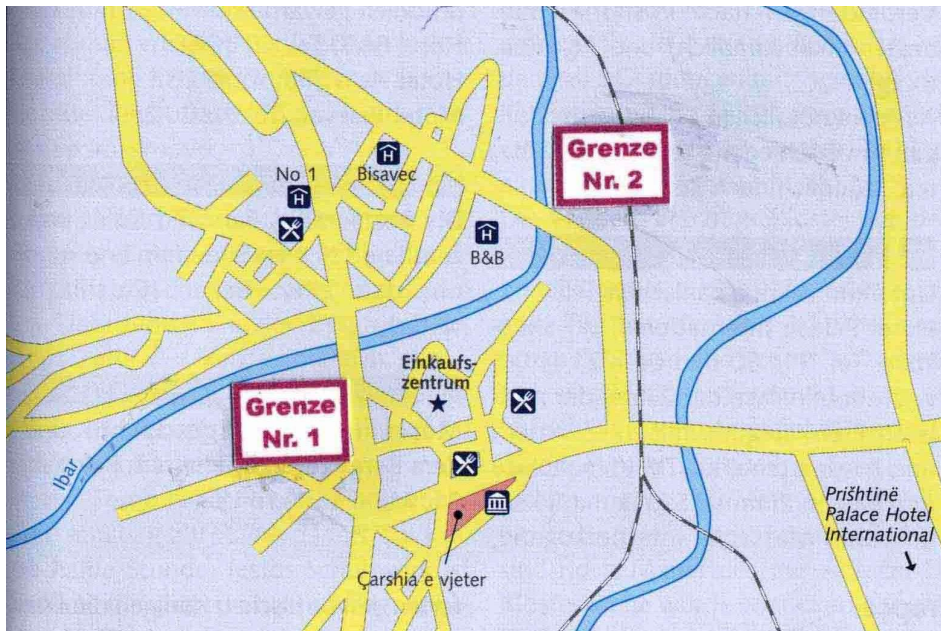 Grenze
Nr. 2
No 1
H
H
Bisavec
H
B&B
Einkaufs-
zentrum
Grenze
Nr. 1
Ibar
Prishtinë
Palace Hotel
International
Çarshia e vjeter